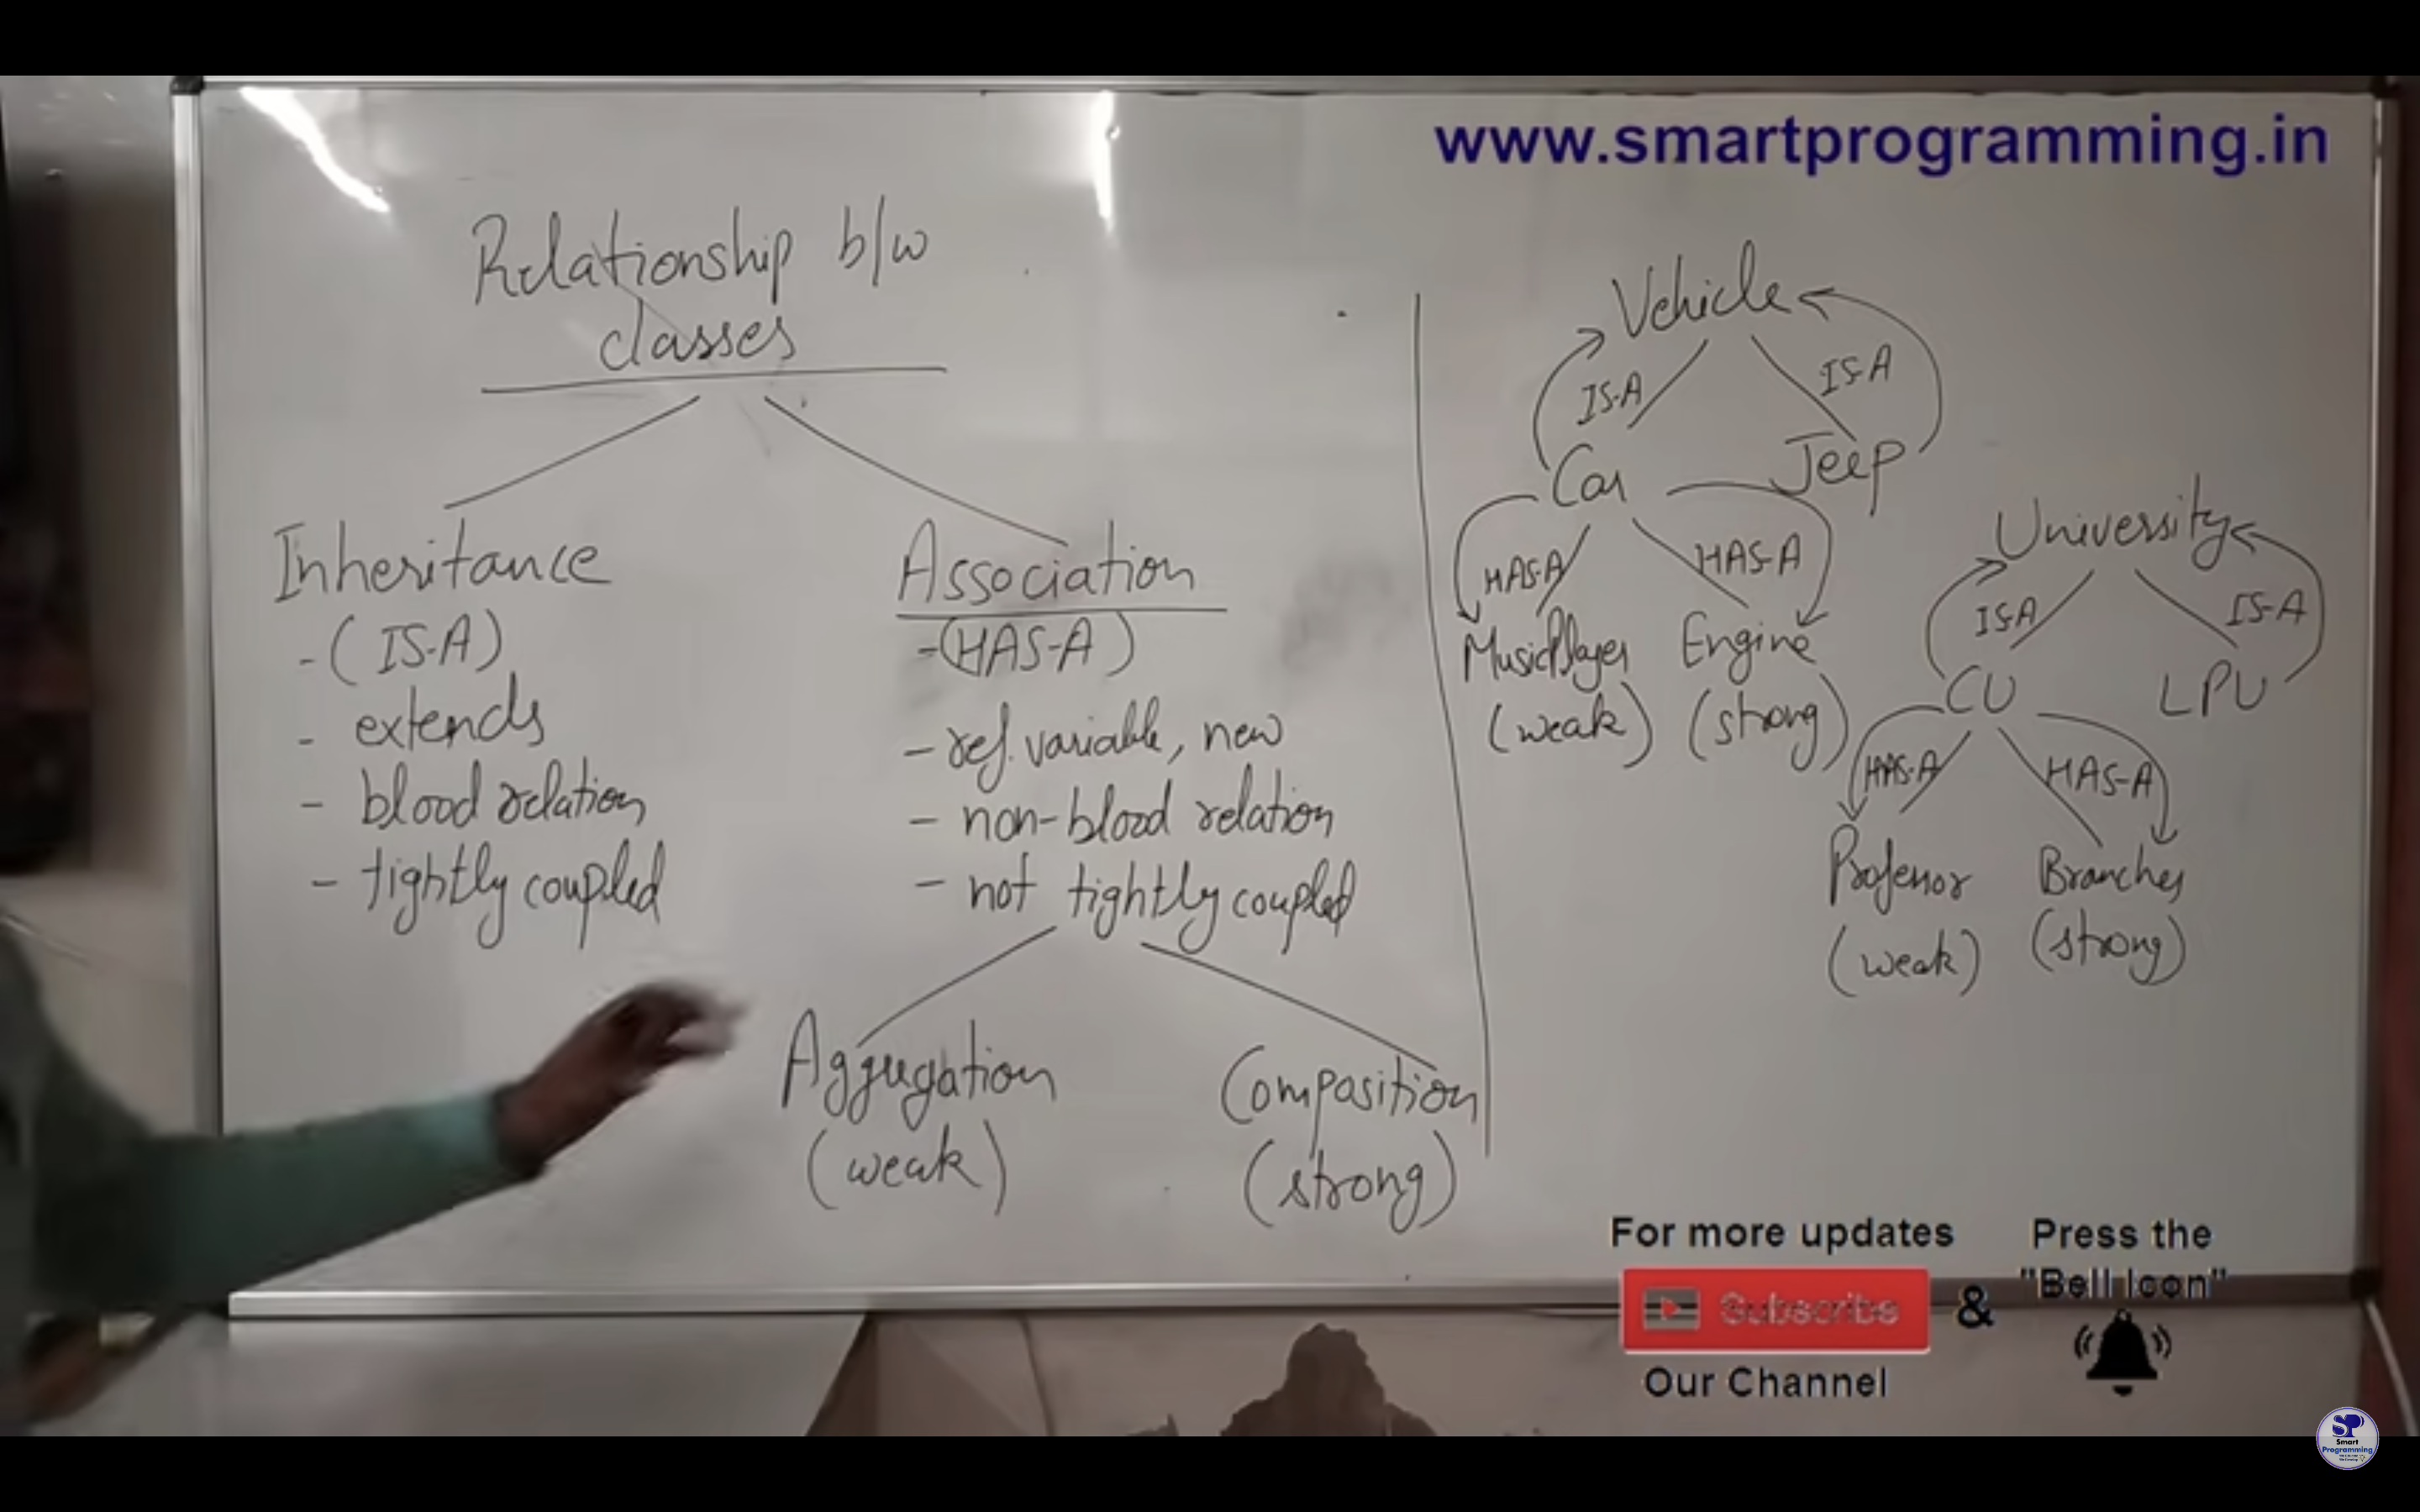 www.smartprogramming.in
Relationship b/w
classes
Inheritance
- (IS-A)
- extends
- blood relation
- tightly coupled
Association
- (HAS-A)
- ref. variable, new
- non-blood relation
- not tightly coupled
Aggregation
(weak)
Composition
(strong)
Vehicle
IS-A
IS-A
Car
Jeep
HAS-A
HAS-A
MusicPlayer
(weak)
Engine
(strong)
University
IS-A
IS-A
CU
LPU
HAS-A
HAS-A
Professor
(weak)
Branches
(strong)
For more updates
Subscribe
Our Channel
&
Press the
"Bell Icon"
SP
Smart
Programming